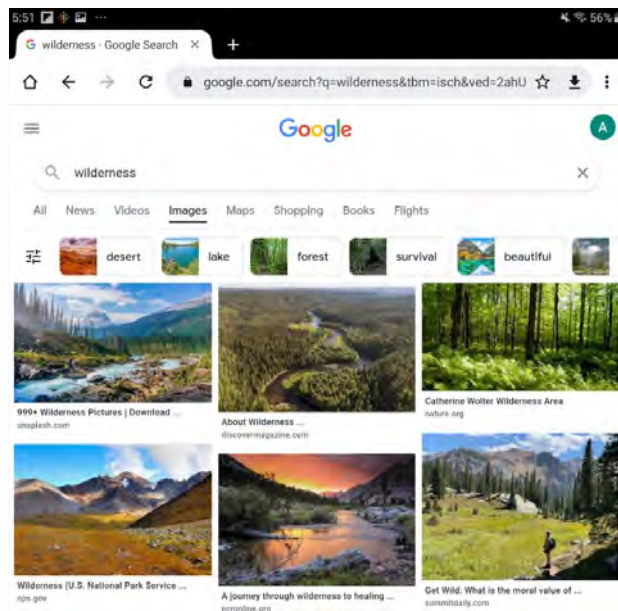 5:51 56%
wilderness - Google Search
google.com/search?q=wilderness&tbm=isch&ved=2ahU
Google
A
wilderness
All News Videos Images Maps Shopping Books Flights
desert lake forest survival beautiful
999+ Wilderness Pictures | Download ...
unsplash.com
About Wilderness ...
discovermagazine.com
Catherine Wolter Wilderness Area
nature.org
Wilderness (U.S. National Park Service ...
nps.gov
A journey through wilderness to healing ...
ncronline.org
Get Wild. What is the moral value of ...
summitdaily.com